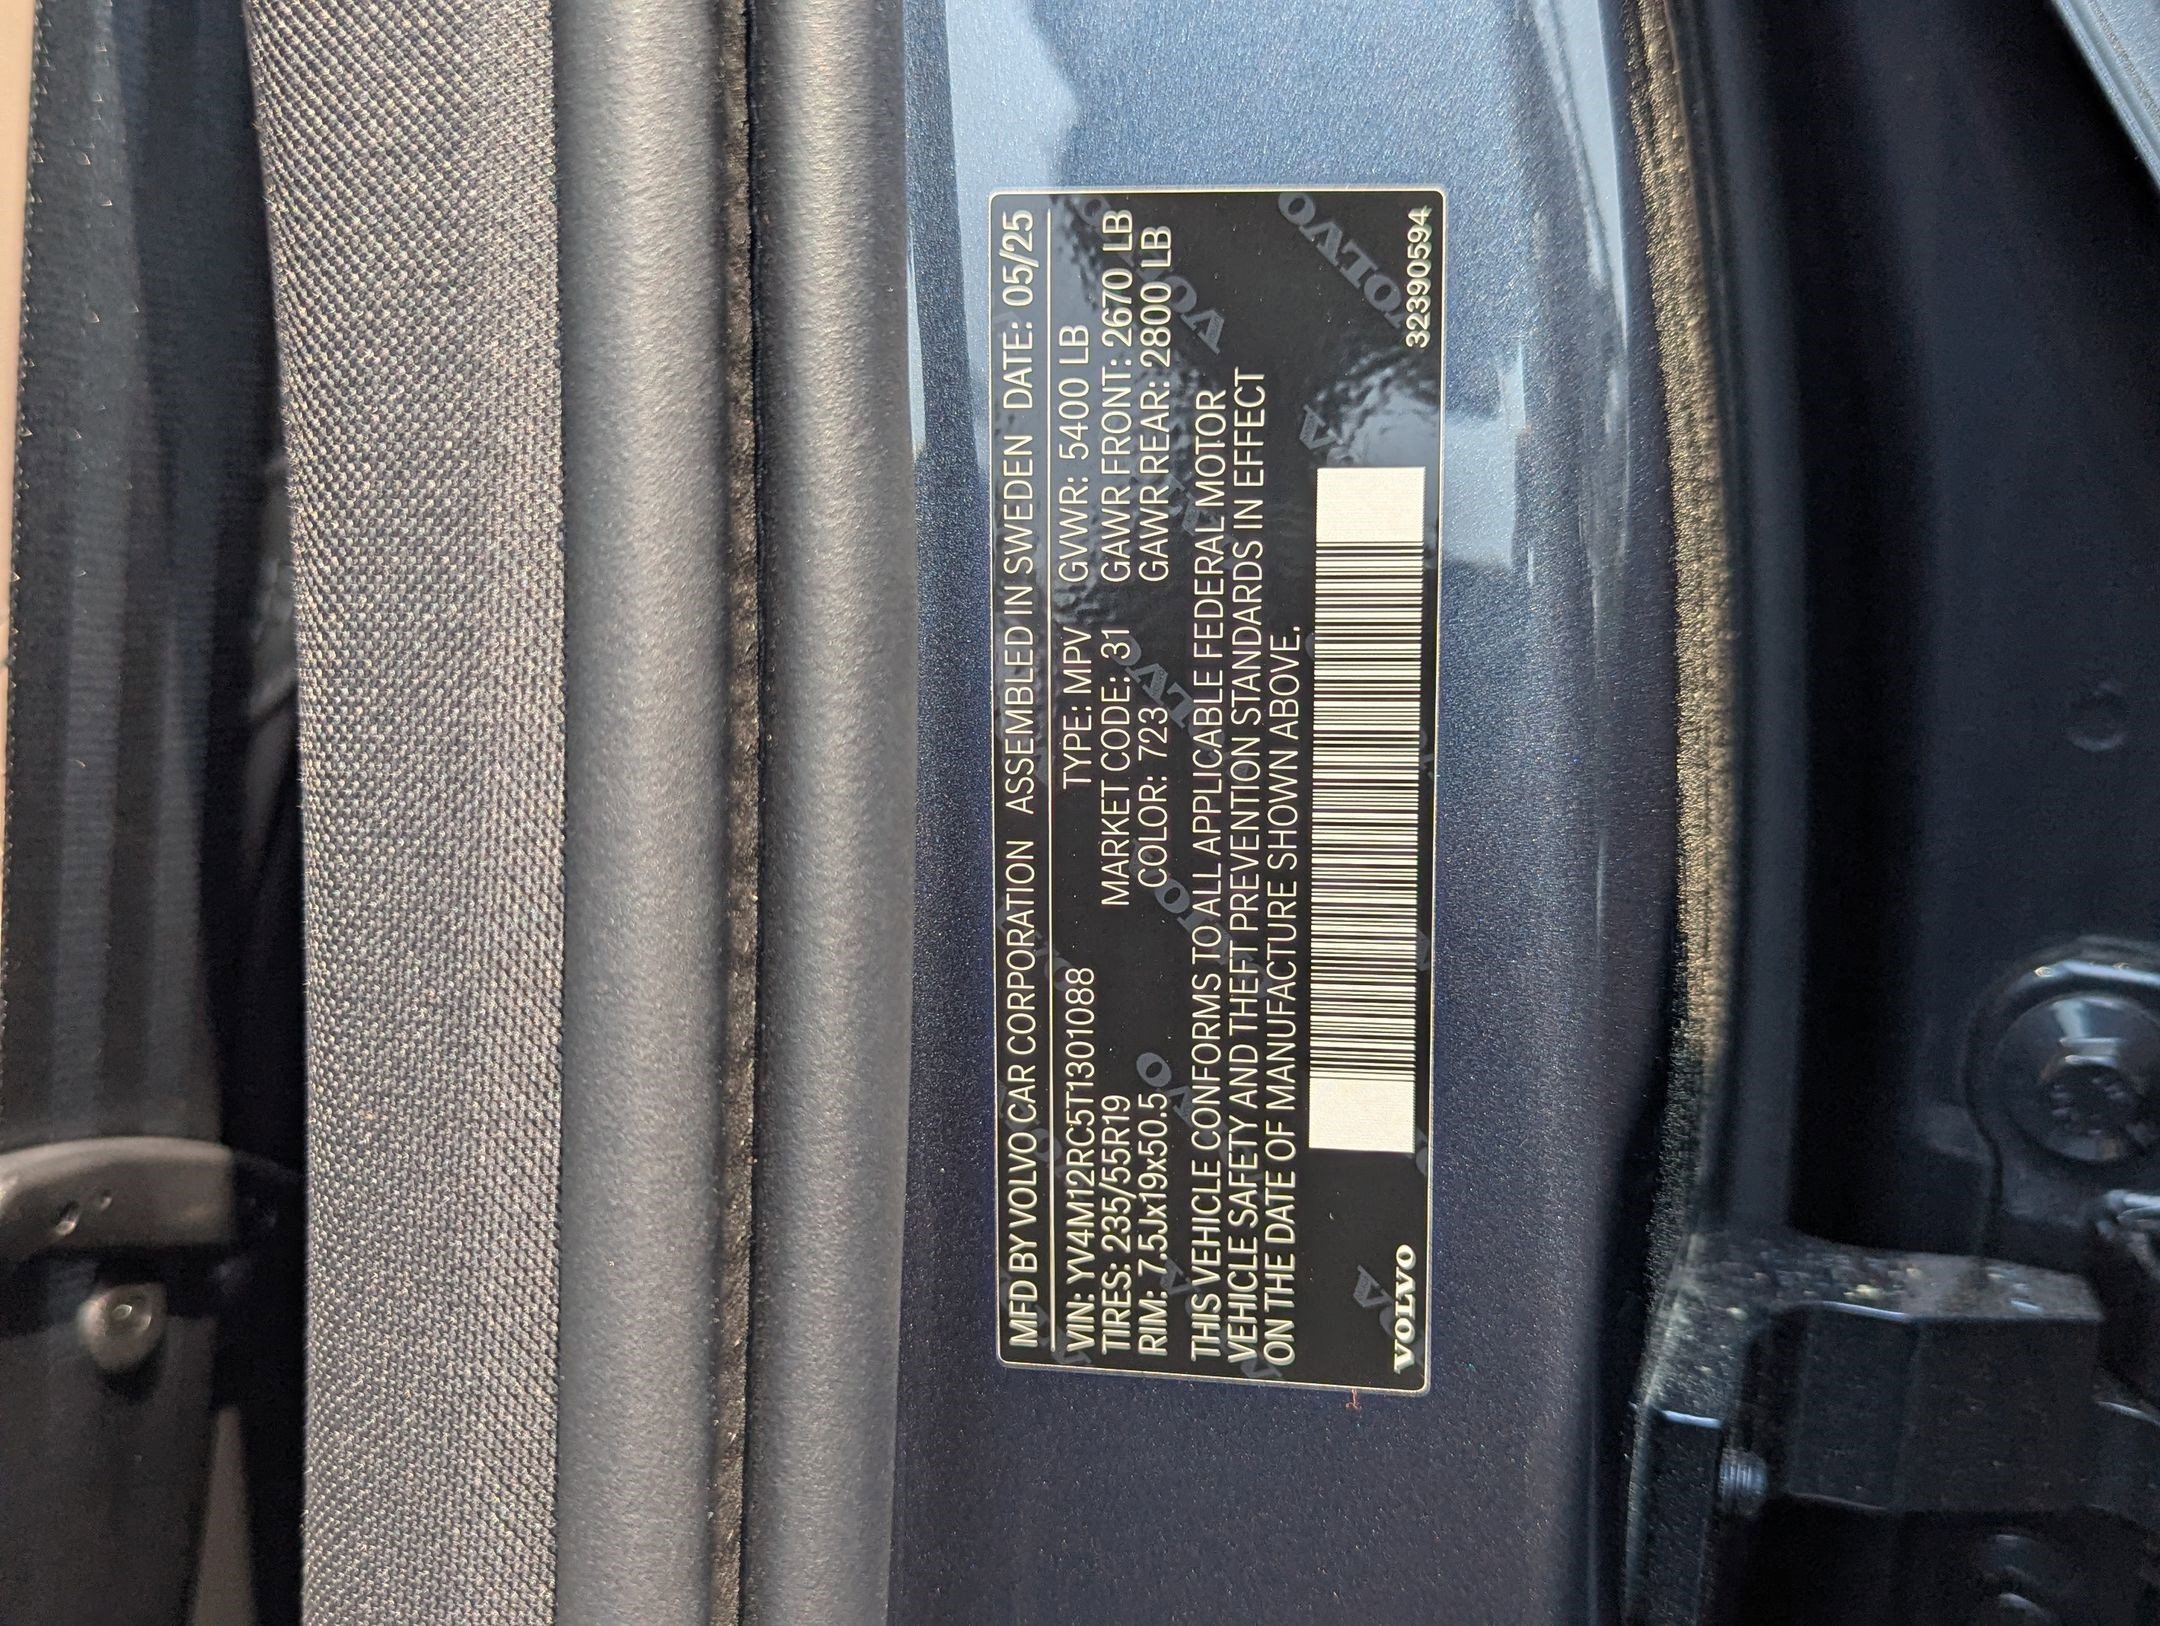 MFD BY VOLVO CAR CORPORATION ASSEMBLED IN SWEDEN DATE: 05/25
VIN: YV4M12RC5T1301088 TYPE: MPV GVWR: 5400 LB
TIRES: 235/55R19 MARKET CODE: 31 GAWR FRONT: 2670 LB
RIM: 7.5Jx19x50.5 COLOR: 723 GAWR REAR: 2800 LB
THIS VEHICLE CONFORMS TO ALL APPLICABLE FEDERAL MOTOR
VEHICLE SAFETY AND THEFT PREVENTION STANDARDS IN EFFECT
ON THE DATE OF MANUFACTURE SHOWN ABOVE.
VOLVO 32390594